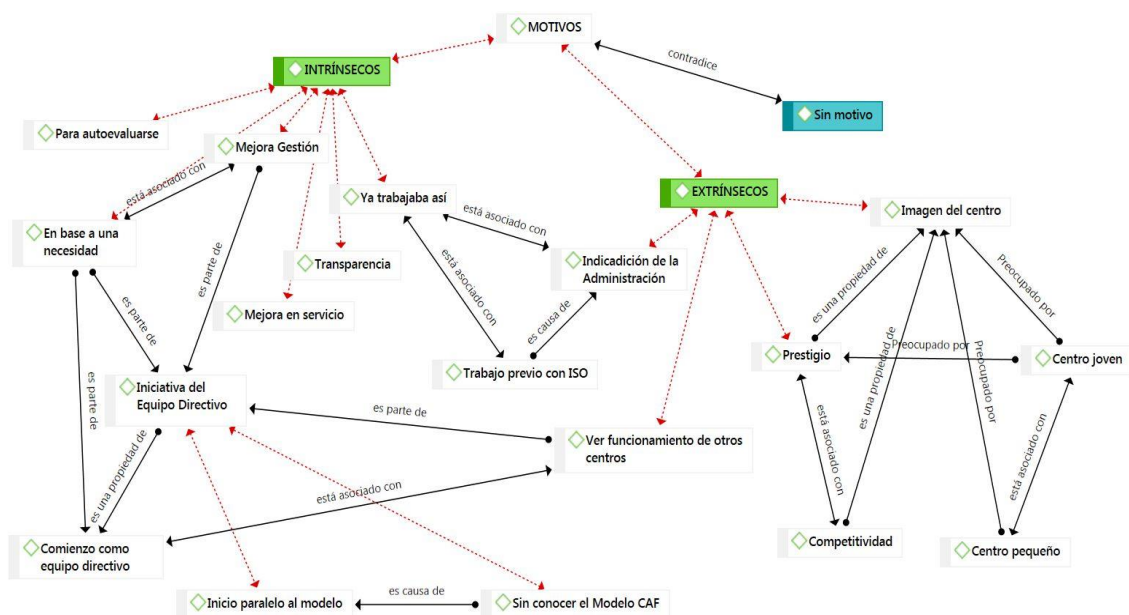 MOTIVOS
contradice
INTRÍNSECOS
Sin motivo
Para autoevaluarse
Mejora Gestión
está asociado con
Ya trabajaba así
EXTRÍNSECOS
Imagen del centro
En base a una
necesidad
Transparencia
está asociado con
Indicadición de la
Administración
es parte de
está asociado con
es una propiedad de
Preocupado por
Mejora en servicio
es parte de
es causa de
es una propiedad de
Preocupado por
Prestigio
Preocupado por
Centro joven
Trabajo previo con ISO
Iniciativa del
Equipo Directivo
es parte de
es parte de
Ver funcionamiento de otros
centros
está asociado con
está asociado con
es una propiedad de
está asociado con
Comienzo como
equipo directivo
Competitividad
Centro pequeño
Inicio paralelo al modelo
es causa de
Sin conocer el Modelo CAF